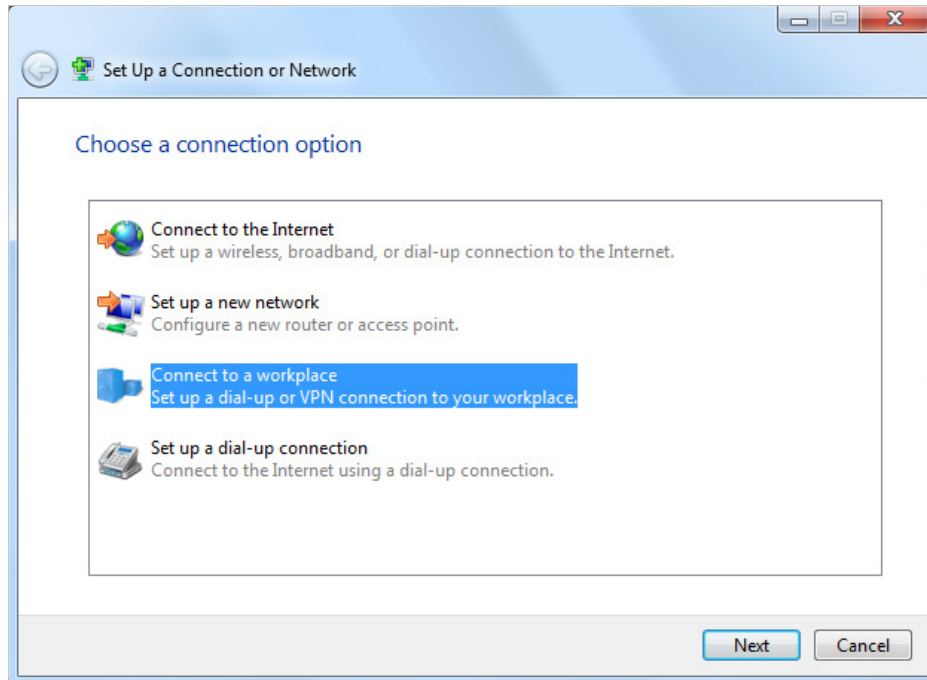 Set Up a Connection or Network
Choose a connection option
Connect to the Internet
Set up a wireless, broadband, or dial-up connection to the Internet.
Set up a new network
Configure a new router or access point.
Connect to a workplace
Set up a dial-up or VPN connection to your workplace.
Set up a dial-up connection
Connect to the Internet using a dial-up connection.
Next
Cancel